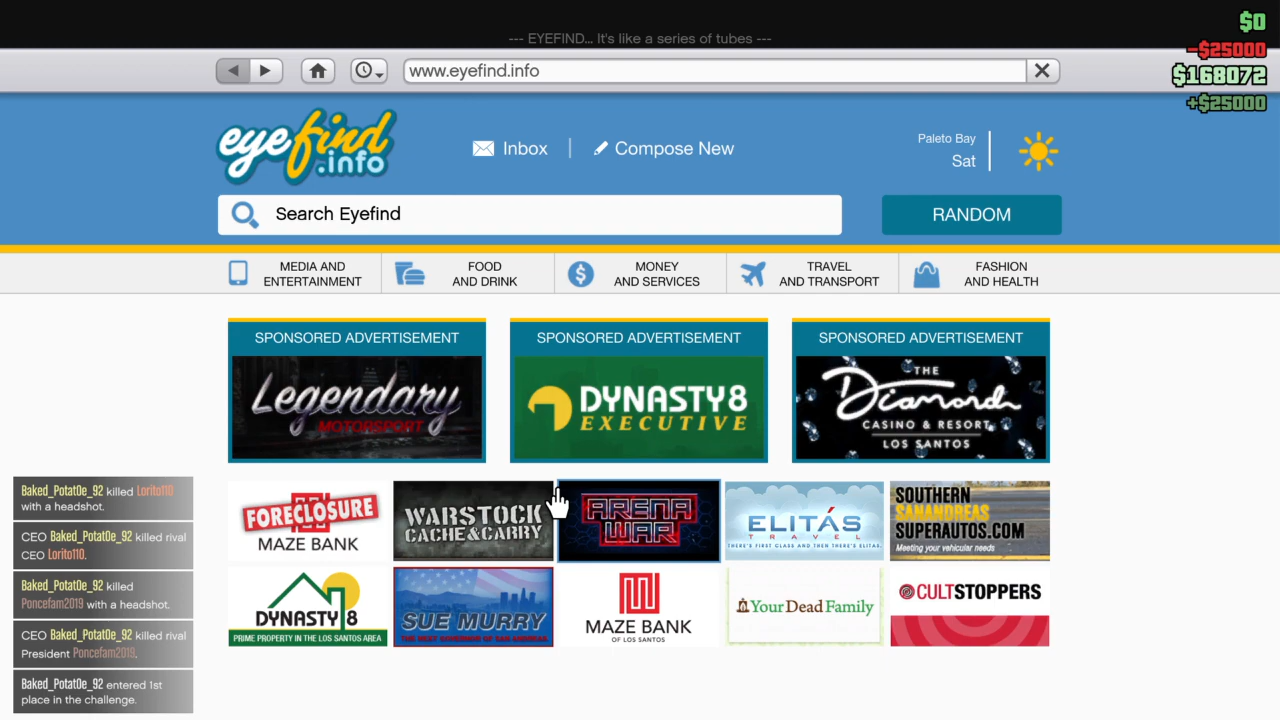 --- EYEFIND... It's like a series of tubes ---
$0
-$25000
$168072
+$25000
www.eyefind.info
eyefind
.info
Inbox
Compose New
Paleto Bay
Sat
Search Eyefind
RANDOM
MEDIA AND
ENTERTAINMENT
FOOD
AND DRINK
MONEY
AND SERVICES
TRAVEL
AND TRANSPORT
FASHION
AND HEALTH
SPONSORED ADVERTISEMENT
Legendary
MOTORSPORT
SPONSORED ADVERTISEMENT
DYNASTY8
EXECUTIVE
SPONSORED ADVERTISEMENT
THE
Diamond
CASINO & RESORT
LOS SANTOS
FORECLOSURE
MAZE BANK
WARSTOCK
CACHE&CARRY
ARENA
WAR
ELITÁS
TRAVEL
THERE'S FIRST CLASS AND THEN THERE'S ELITAS.
SOUTHERN
SANANDREAS
SUPERAUTOS.COM
Meeting your vehicular needs
DYNASTY 8
PRIME PROPERTY IN THE LOS SANTOS AREA
SUE MURRY
THE NEXT GOVERNOR OF SAN ANDREAS
MAZE BANK
OF LOS SANTOS
YourDeadFamily
CULTSTOPPERS
Baked_Potat0e_92 killed Lorito110
with a headshot.
CEO Baked_Potat0e_92 killed rival
CEO Lorito110.
Baked_Potat0e_92 killed
Poncefam2019 with a headshot.
CEO Baked_Potat0e_92 killed rival
President Poncefam2019.
Baked_Potat0e_92 entered 1st
place in the challenge.